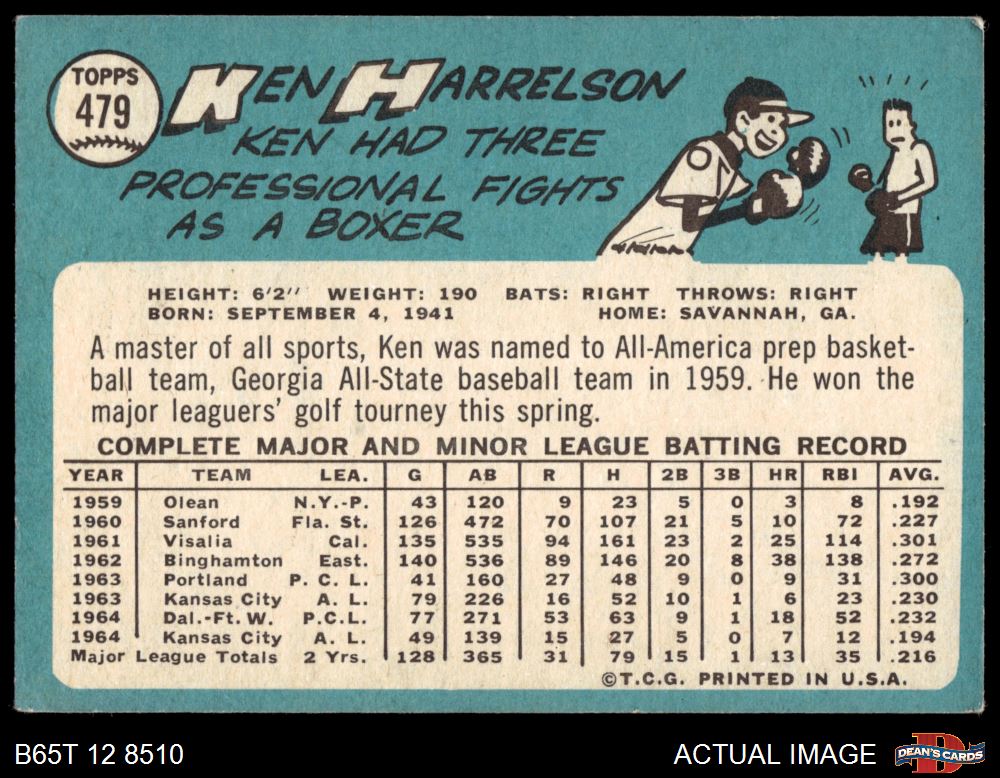 TOPPS
479
KEN HARRELSON
KEN HAD THREE
PROFESSIONAL FIGHTS
AS A BOXER
HEIGHT: 6'2" WEIGHT: 190 BATS: RIGHT THROWS: RIGHT
BORN: SEPTEMBER 4, 1941 HOME: SAVANNAH, GA.
A master of all sports, Ken was named to All-America prep basket-
ball team, Georgia All-State baseball team in 1959. He won the
major leaguers' golf tourney this spring.
COMPLETE MAJOR AND MINOR LEAGUE BATTING RECORD
YEAR TEAM LEA. G AB R H 2B 3B HR RBI AVG.
1959 Olean N.Y.-P. 43 120 9 23 5 0 3 8 .192
1960 Sanford Fla. St. 126 472 70 107 21 5 10 72 .227
1961 Visalia Cal. 135 535 94 161 23 2 25 114 .301
1962 Binghamton East. 140 536 89 146 20 8 38 138 .272
1963 Portland P. C. L. 41 160 27 48 9 0 9 31 .300
1963 Kansas City A. L. 79 226 16 52 10 1 6 23 .230
1964 Dal.-Ft. W. P.C.L. 77 271 53 63 9 1 18 52 .232
1964 Kansas City A. L. 49 139 15 27 5 0 7 12 .194
Major League Totals 2 Yrs. 128 365 31 79 15 1 13 35 .216
©T.C.G. PRINTED IN U.S.A.
B65T 12 8510 ACTUAL IMAGE DEAN'S CARDS